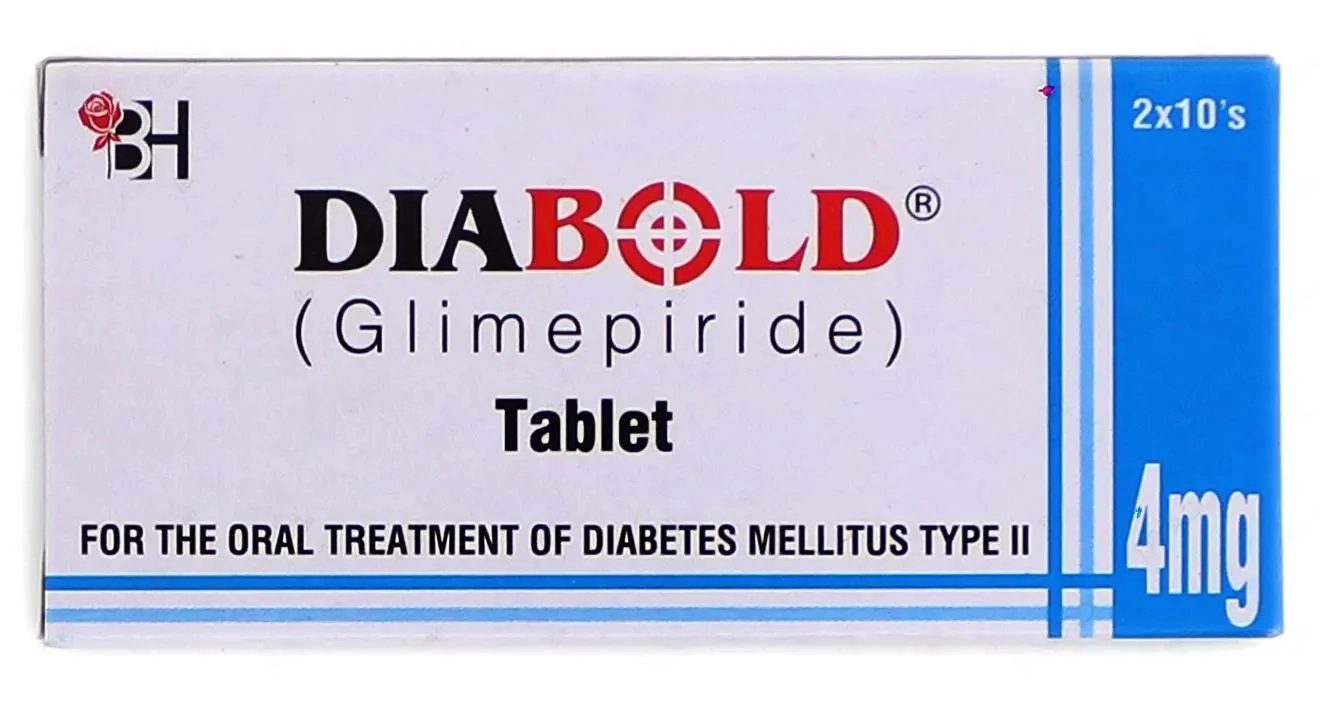 BH
2x10's
DIABOLD®
(Glimepiride)
Tablet
FOR THE ORAL TREATMENT OF DIABETES MELLITUS TYPE II
4mg